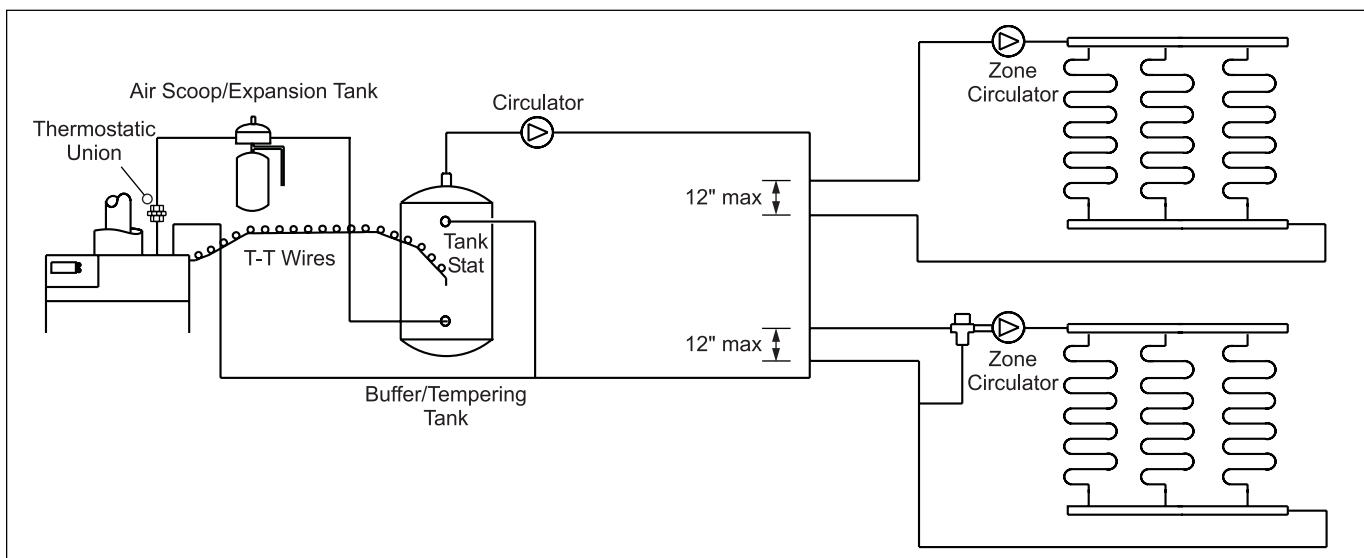 Air Scoop/Expansion Tank
Thermostatic
Union
T-T Wires
Circulator
Tank
Stat
Buffer/Tempering
Tank
12" max
12" max
Zone
Circulator
Zone
Circulator